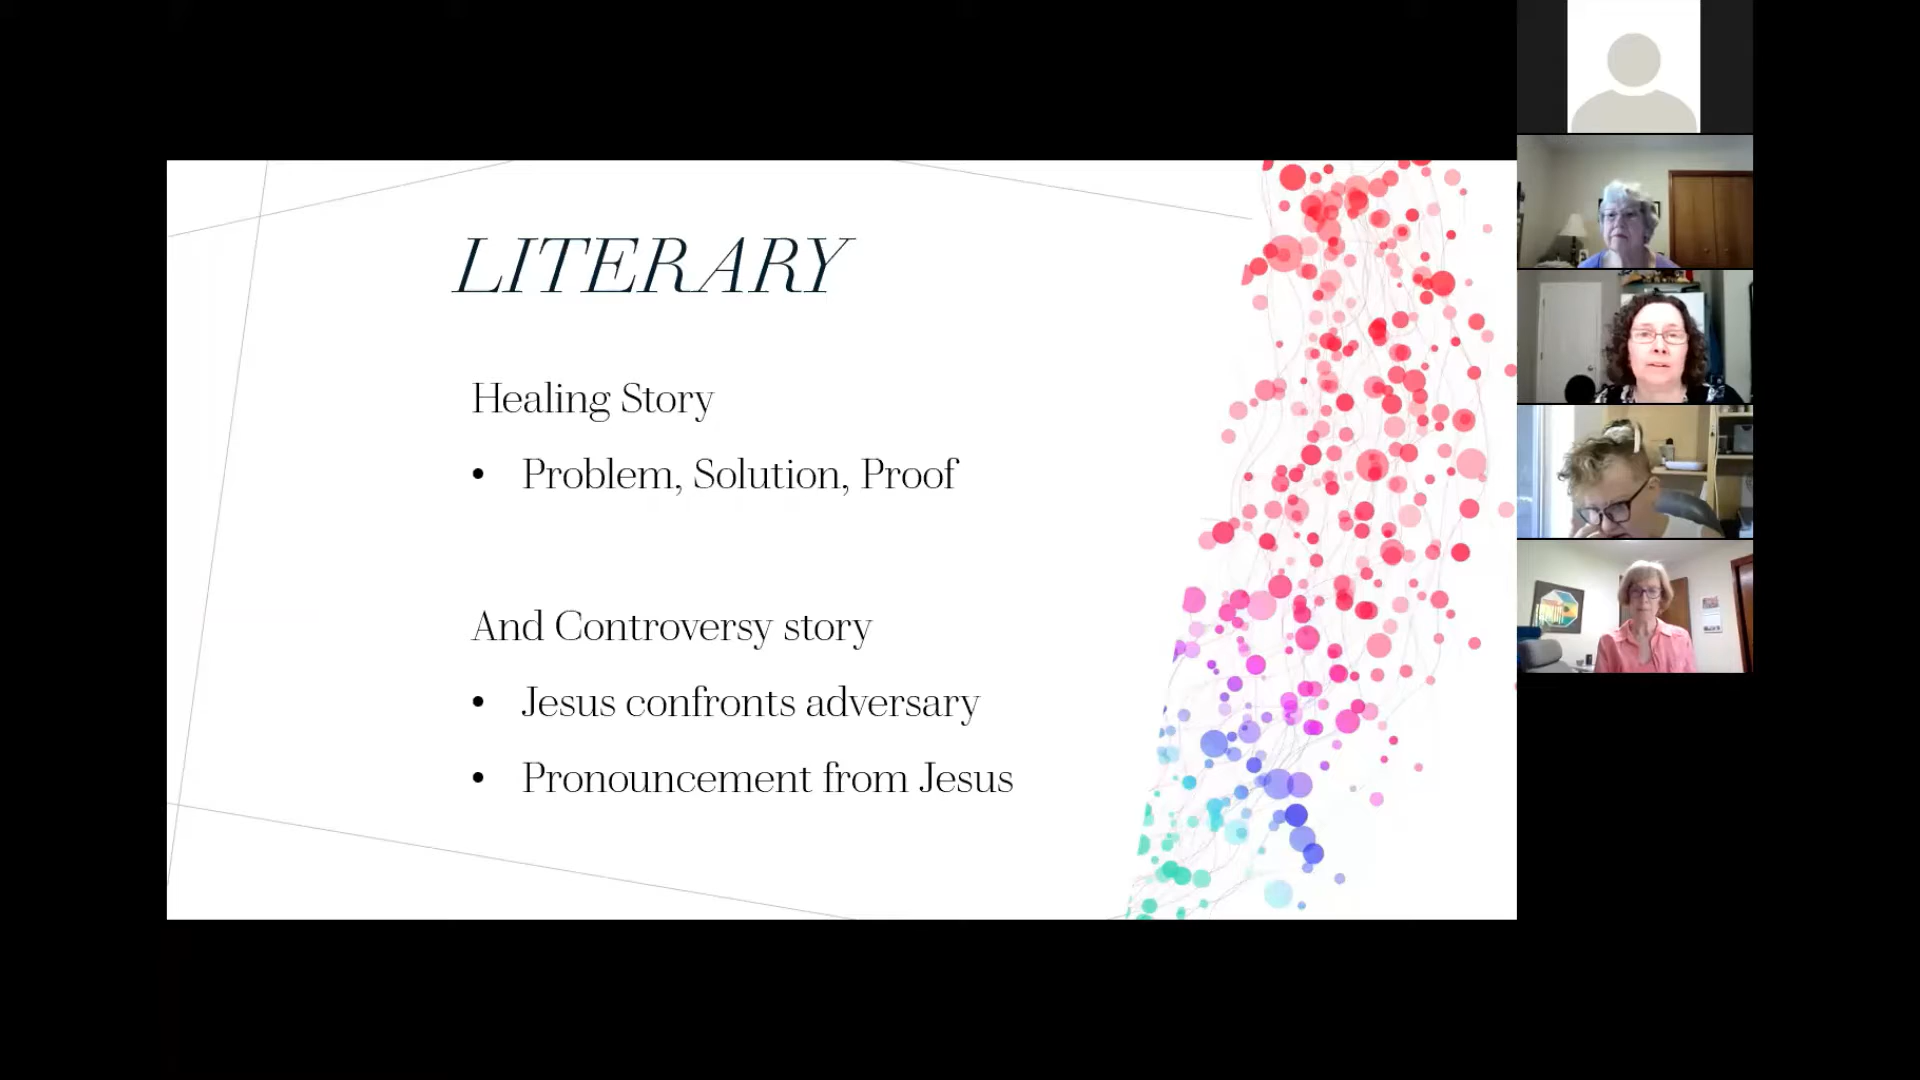 LITERARY
Healing Story
• Problem, Solution, Proof
And Controversy story
• Jesus confronts adversary
• Pronouncement from Jesus